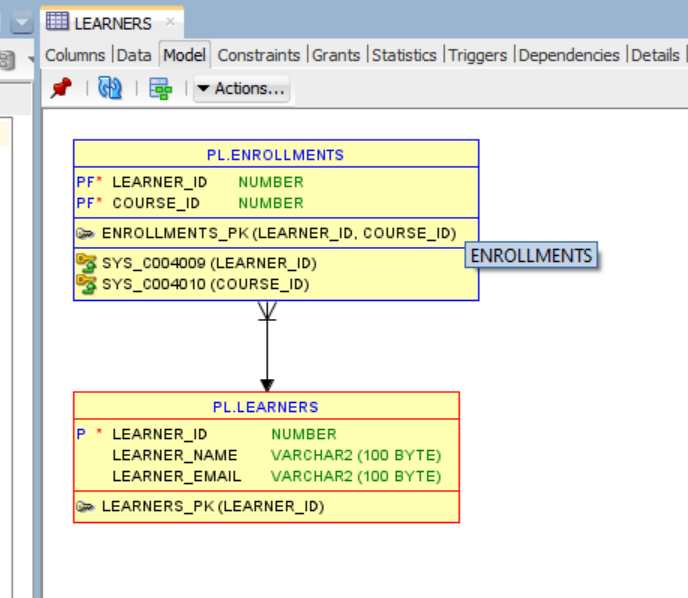 LEARNERS ×
Columns | Data | Model | Constraints | Grants | Statistics | Triggers | Dependencies | Details |
Actions...
PL.ENROLLMENTS
PF* LEARNER_ID NUMBER
PF* COURSE_ID NUMBER
ENROLLMENTS_PK (LEARNER_ID, COURSE_ID)
ENROLLMENTS
SYS_C004009 (LEARNER_ID)
SYS_C004010 (COURSE_ID)
PL.LEARNERS
P * LEARNER_ID NUMBER
LEARNER_NAME VARCHAR2 (100 BYTE)
LEARNER_EMAIL VARCHAR2 (100 BYTE)
LEARNERS_PK (LEARNER_ID)